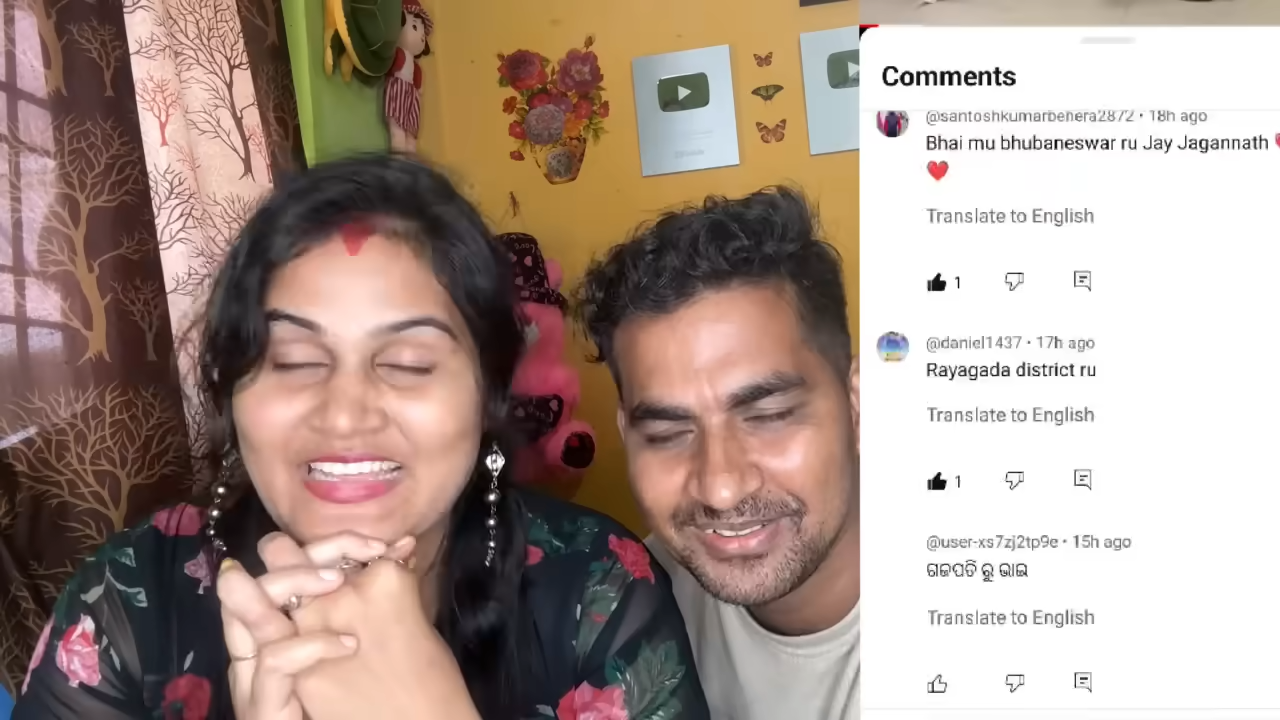 Comments
@santoshkumarbehera2872 • 18h ago
Bhai mu bhubaneswar ru Jay Jagannath
Translate to English
1
@daniel1437 • 17h ago
Rayagada district ru
Translate to English
1
@user-xs7zj2tp9e • 15h ago
ଗଜପତି ରୁ ଭାଇ
Translate to English